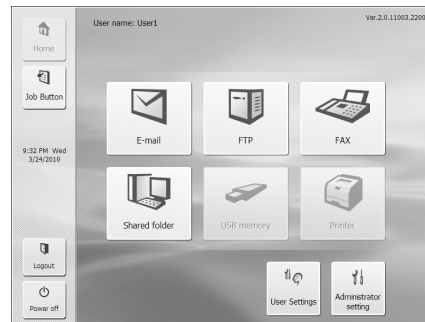 User name: User1
Ver.2.0.11003.2200
Home
Job Button
9:32 PM Wed
3/24/2010
Logout
Power off
E-mail
FTP
FAX
Shared folder
USB memory
Printer
User Settings
Administrator
setting